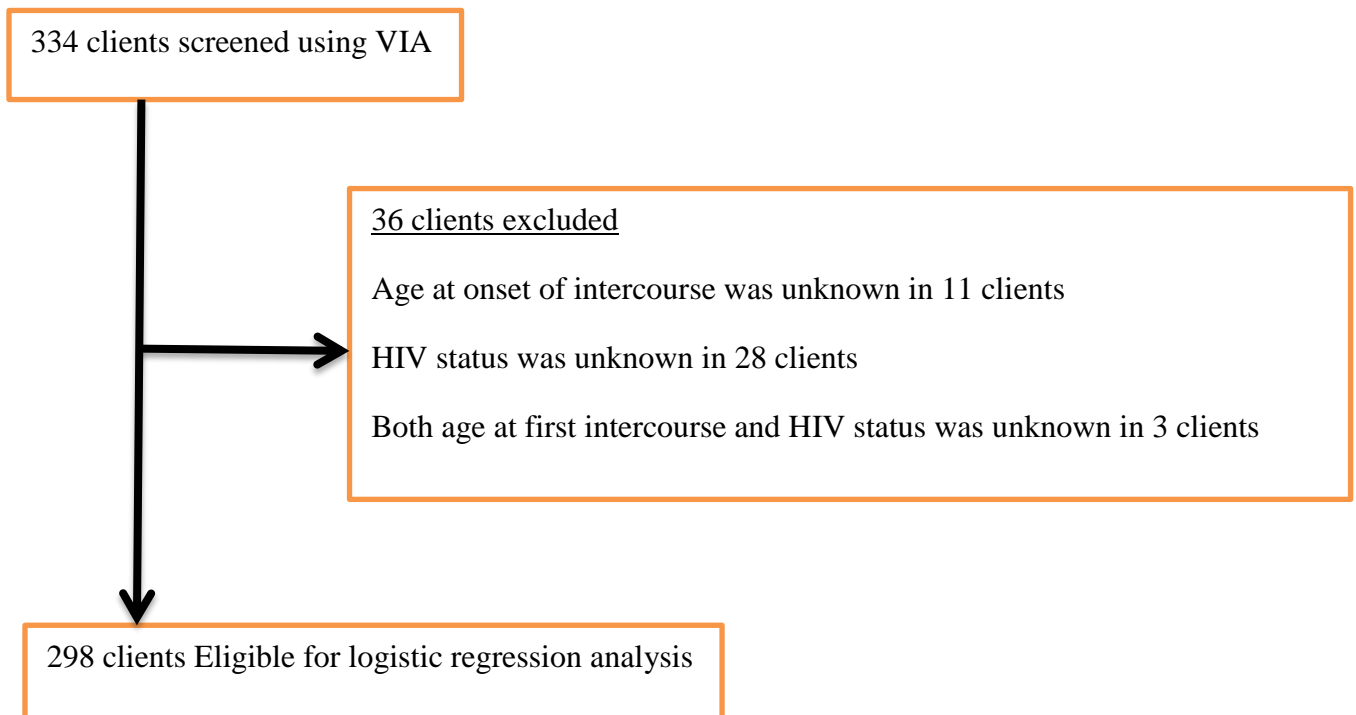 334 clients screened using VIA
36 clients excluded
Age at onset of intercourse was unknown in 11 clients
HIV status was unknown in 28 clients
Both age at first intercourse and HIV status was unknown in 3 clients
298 clients Eligible for logistic regression analysis